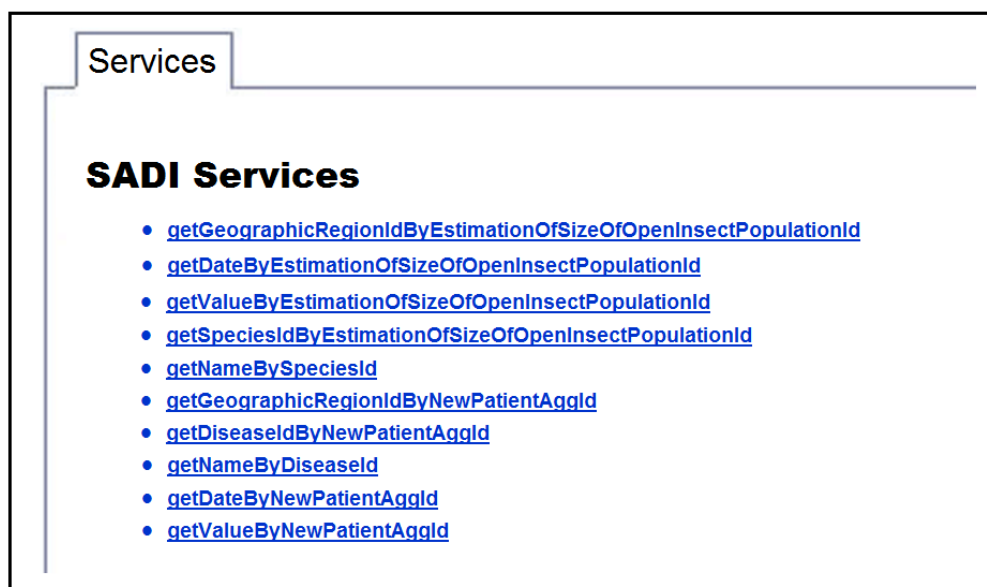 Services
SADI Services
getGeographicRegionIdByEstimationOfSizeOfOpenInsectPopulationId
getDateByEstimationOfSizeOfOpenInsectPopulationId
getValueByEstimationOfSizeOfOpenInsectPopulationId
getSpeciesIdByEstimationOfSizeOfOpenInsectPopulationId
getNameBySpeciesId
getGeographicRegionIdByNewPatientAggId
getDiseaseIdByNewPatientAggId
getNameByDiseaseId
getDateByNewPatientAggId
getValueByNewPatientAggId